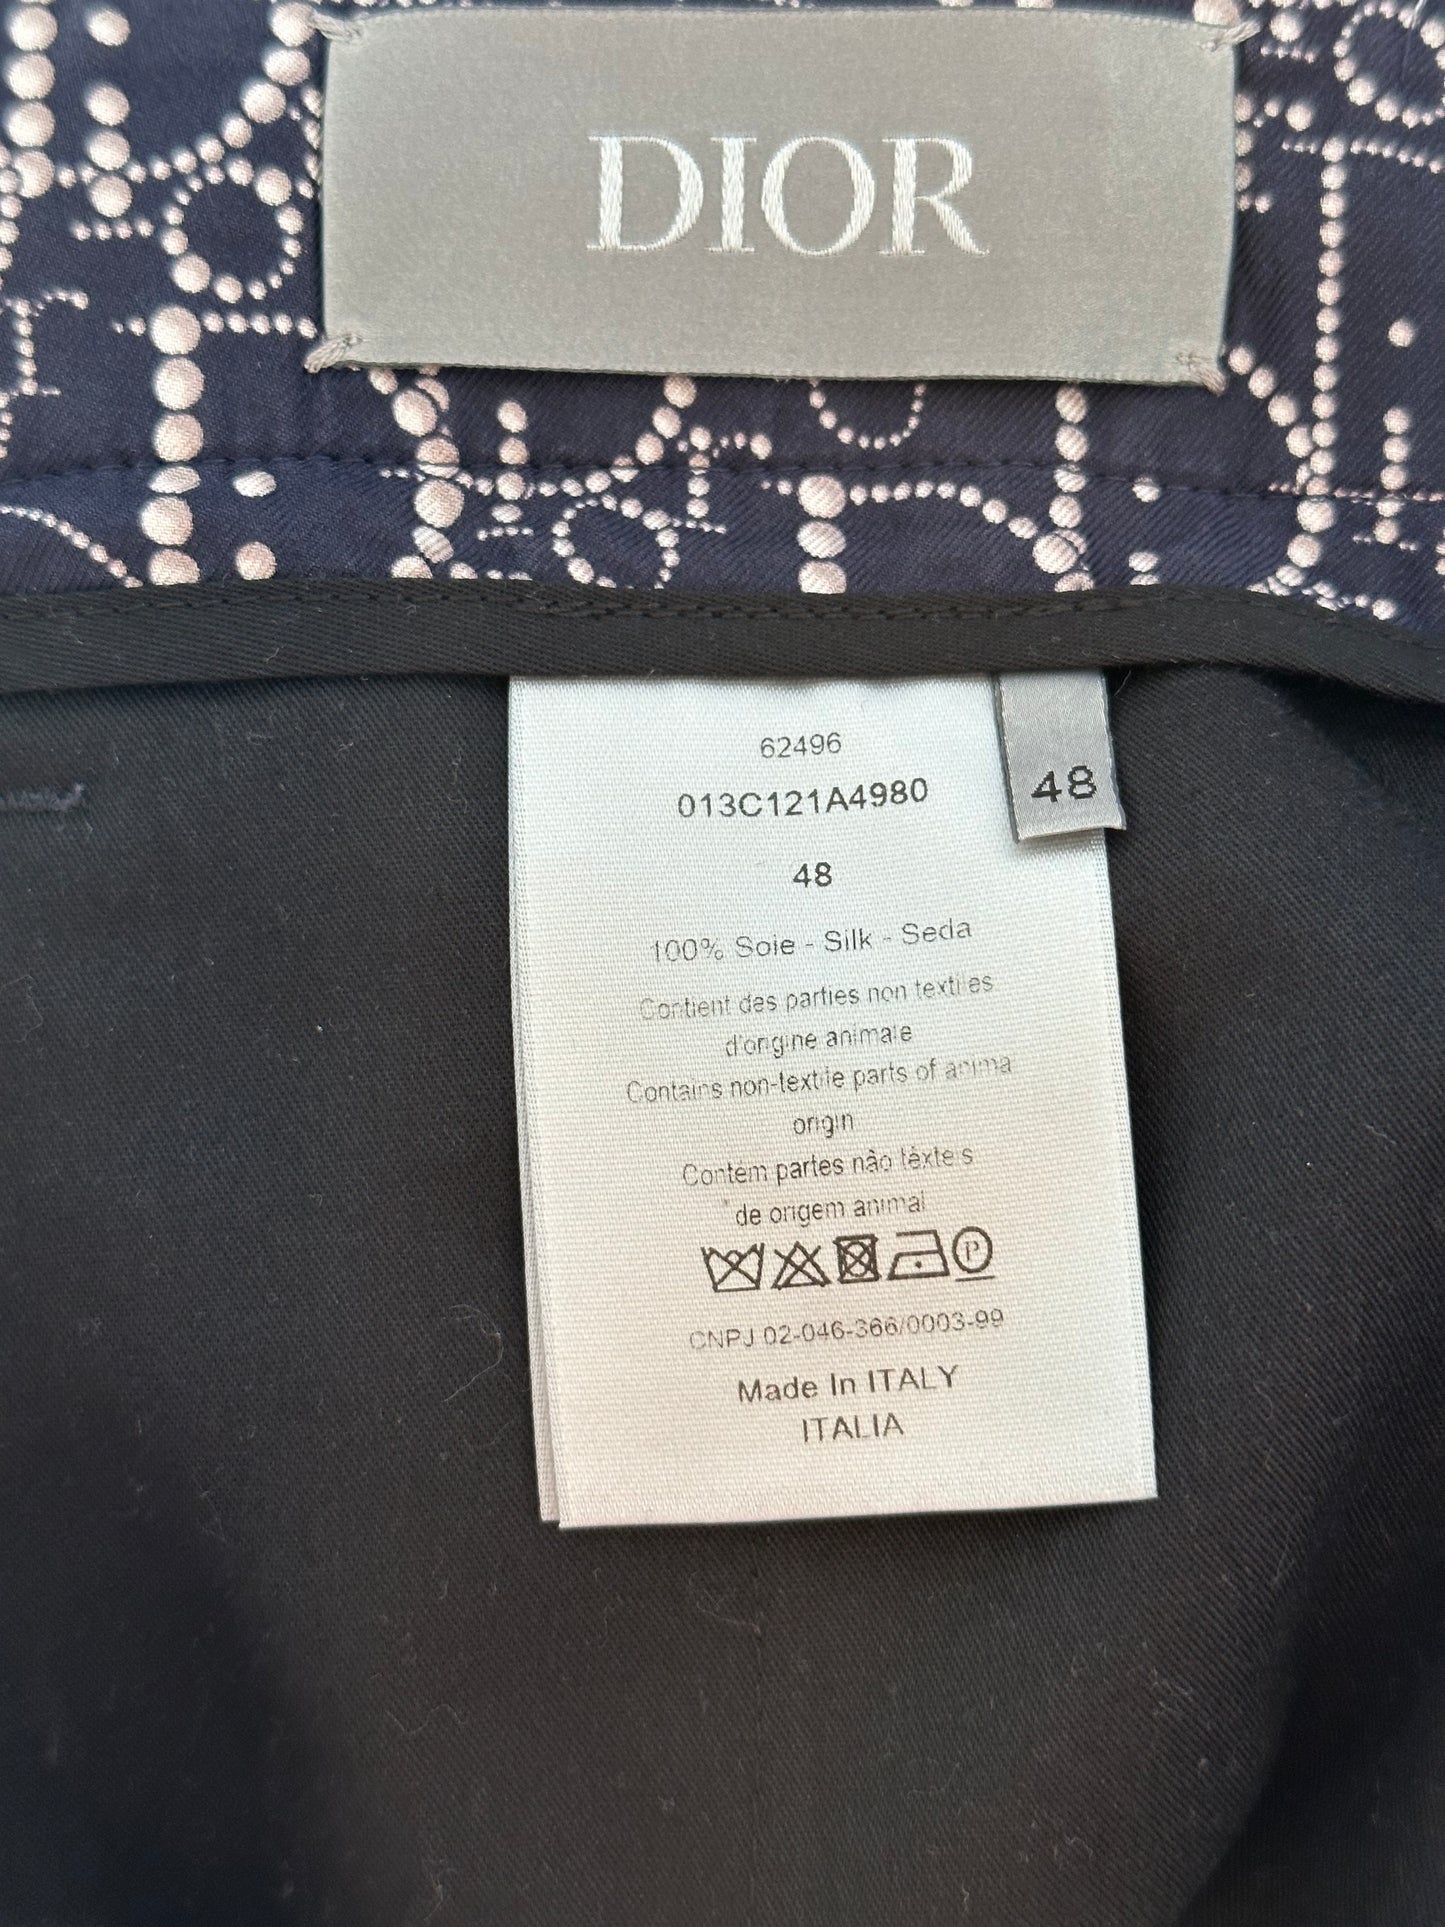 DIOR
62496
013C121A4980
48
48
100% Soie - Silk - Seda
Contient des parties non textiles
d'origine animale
Contains non-textile parts of animal
origin
Contem partes não têxteis
de origem animal
P
CNPJ 02-046-366/0003-99
Made In ITALY
ITALIA